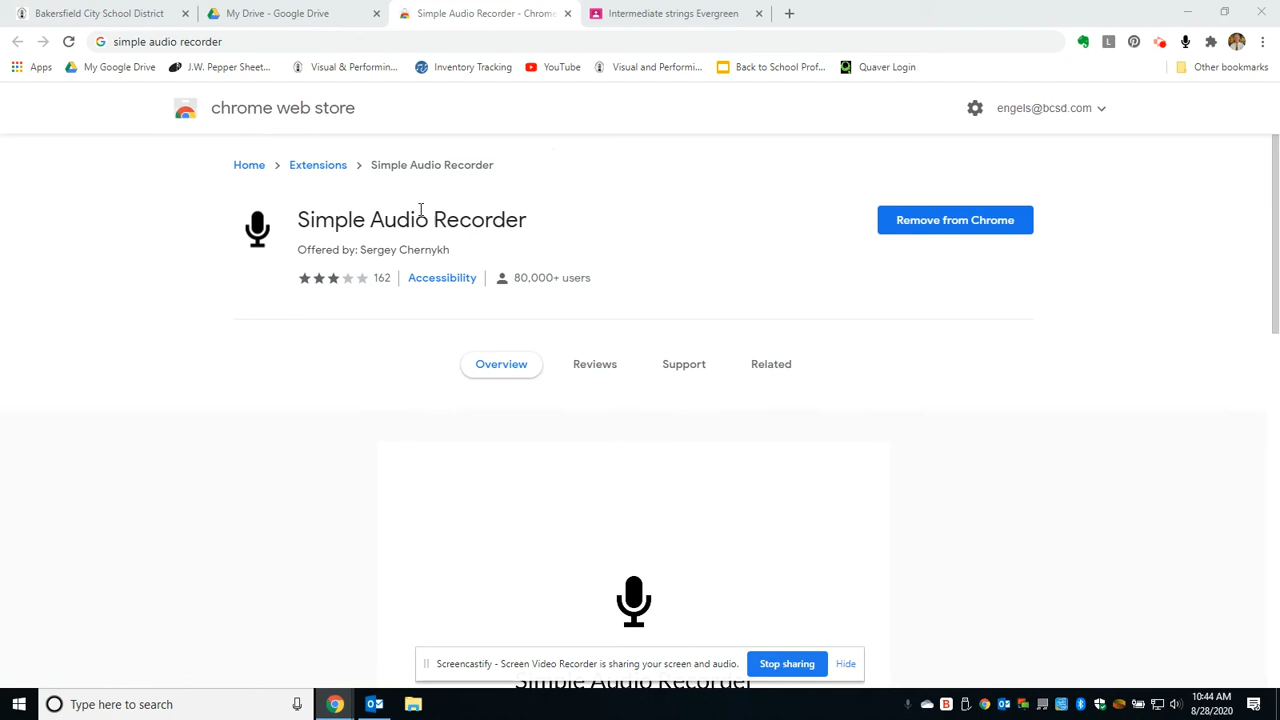 Bakersfield City School District
My Drive - Google Drive
Simple Audio Recorder - Chrome
Intermediate strings Evergreen
simple audio recorder
L
Apps
My Google Drive
J.W. Pepper Sheet...
Visual & Performin...
Inventory Tracking
YouTube
Visual and Performi...
Back to School Prof...
Quaver Login
Other bookmarks
chrome web store
engels@bcsd.com
Home
Extensions
Simple Audio Recorder
Simple Audio Recorder
Remove from Chrome
Offered by: Sergey Chernykh
162
Accessibility
80,000+ users
Overview
Reviews
Support
Related
Screencastify - Screen Video Recorder is sharing your screen and audio.
Stop sharing
Hide
Simple Audio Recorder
Type here to search
10:44 AM
8/28/2020